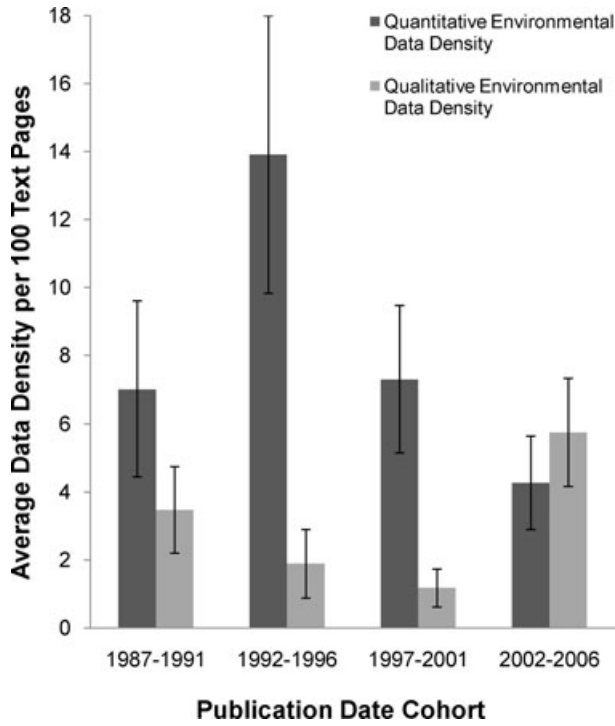 Average Data Density per 100 Text Pages
18
16
14
12
10
8
6
4
2
0
Quantitative Environmental
Data Density
Qualitative Environmental
Data Density
1987-1991
1992-1996
1997-2001
2002-2006
Publication Date Cohort